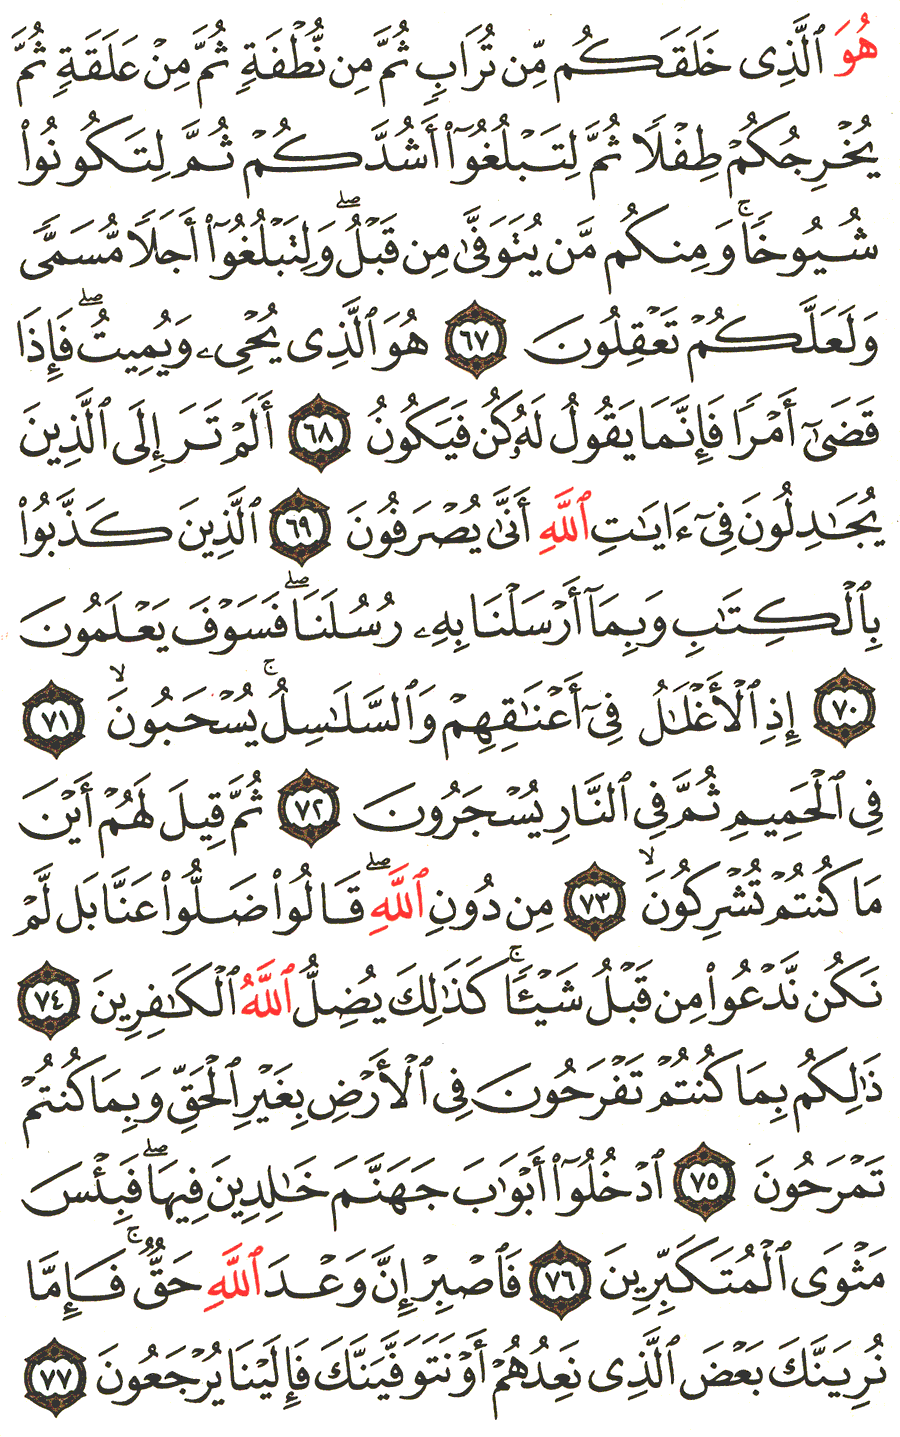 هُوَ ٱلَّذِى خَلَقَكُم مِّن تُرَابٍ ثُمَّ مِن نُّطْفَةٍ ثُمَّ مِنْ عَلَقَةٍ ثُمَّ
يُخْرِجُكُمْ طِفْلًا ثُمَّ لِتَبْلُغُوٓا۟ أَشُدَّكُمْ ثُمَّ لِتَكُونُوا۟
شُيُوخًا ۚ وَمِنكُم مَّن يُتَوَفَّىٰ مِن قَبْلُ ۖ وَلِتَبْلُغُوٓا۟ أَجَلًا مُّسَمًّى
وَلَعَلَّكُمْ تَعْقِلُونَ ٦٧ هُوَ ٱلَّذِى يُحْىِۦ وَيُمِيتُ ۖ فَإِذَا
قَضَىٰٓ أَمْرًا فَإِنَّمَا يَقُولُ لَهُۥ كُن فَيَكُونُ ٦٨ أَلَمْ تَرَ إِلَى ٱلَّذِينَ
يُجَـٰدِلُونَ فِىٓ ءَايَـٰتِ ٱللَّهِ أَنَّىٰ يُصْرَفُونَ ٦٩ ٱلَّذِينَ كَذَّبُوا۟
بِٱلْكِتَـٰبِ وَبِمَآ أَرْسَلْنَا بِهِۦ رُسُلَنَا ۖ فَسَوْفَ يَعْلَمُونَ
٧٠ إِذِ ٱلْأَغْلَـٰلُ فِىٓ أَعْنَـٰقِهِمْ وَٱلسَّلَـٰسِلُ ۚ يُسْحَبُونَ ۙ ٧١
فِى ٱلْحَمِيمِ ثُمَّ فِى ٱلنَّارِ يُسْجَرُونَ ٧٢ ثُمَّ قِيلَ لَهُمْ أَيْنَ
مَا كُنتُمْ تُشْرِكُونَ ۙ ٧٣ مِن دُونِ ٱللَّهِ ۖ قَالُوا۟ ضَلُّوا۟ عَنَّا بَل لَّمْ
نَكُن نَّدْعُوا۟ مِن قَبْلُ شَيْـًٔا ۚ كَذَٰلِكَ يُضِلُّ ٱللَّهُ ٱلْكَـٰفِرِينَ ٧٤
ذَٰلِكُم بِمَا كُنتُمْ تَفْرَحُونَ فِى ٱلْأَرْضِ بِغَيْرِ ٱلْحَقِّ وَبِمَا كُنتُمْ
تَمْرَحُونَ ٧٥ ٱدْخُلُوٓا۟ أَبْوَٰبَ جَهَنَّمَ خَـٰلِدِينَ فِيهَا ۖ فَبِئْسَ
مَثْوَى ٱلْمُتَكَبِّرِينَ ٧٦ فَٱصْبِرْ إِنَّ وَعْدَ ٱللَّهِ حَقٌّ ۚ فَإِمَّا
نُرِيَنَّكَ بَعْضَ ٱلَّذِى نَعِدُهُمْ أَوْ نَتَوَفَّيَنَّكَ فَإِلَيْنَا يُرْجَعُونَ ٧٧